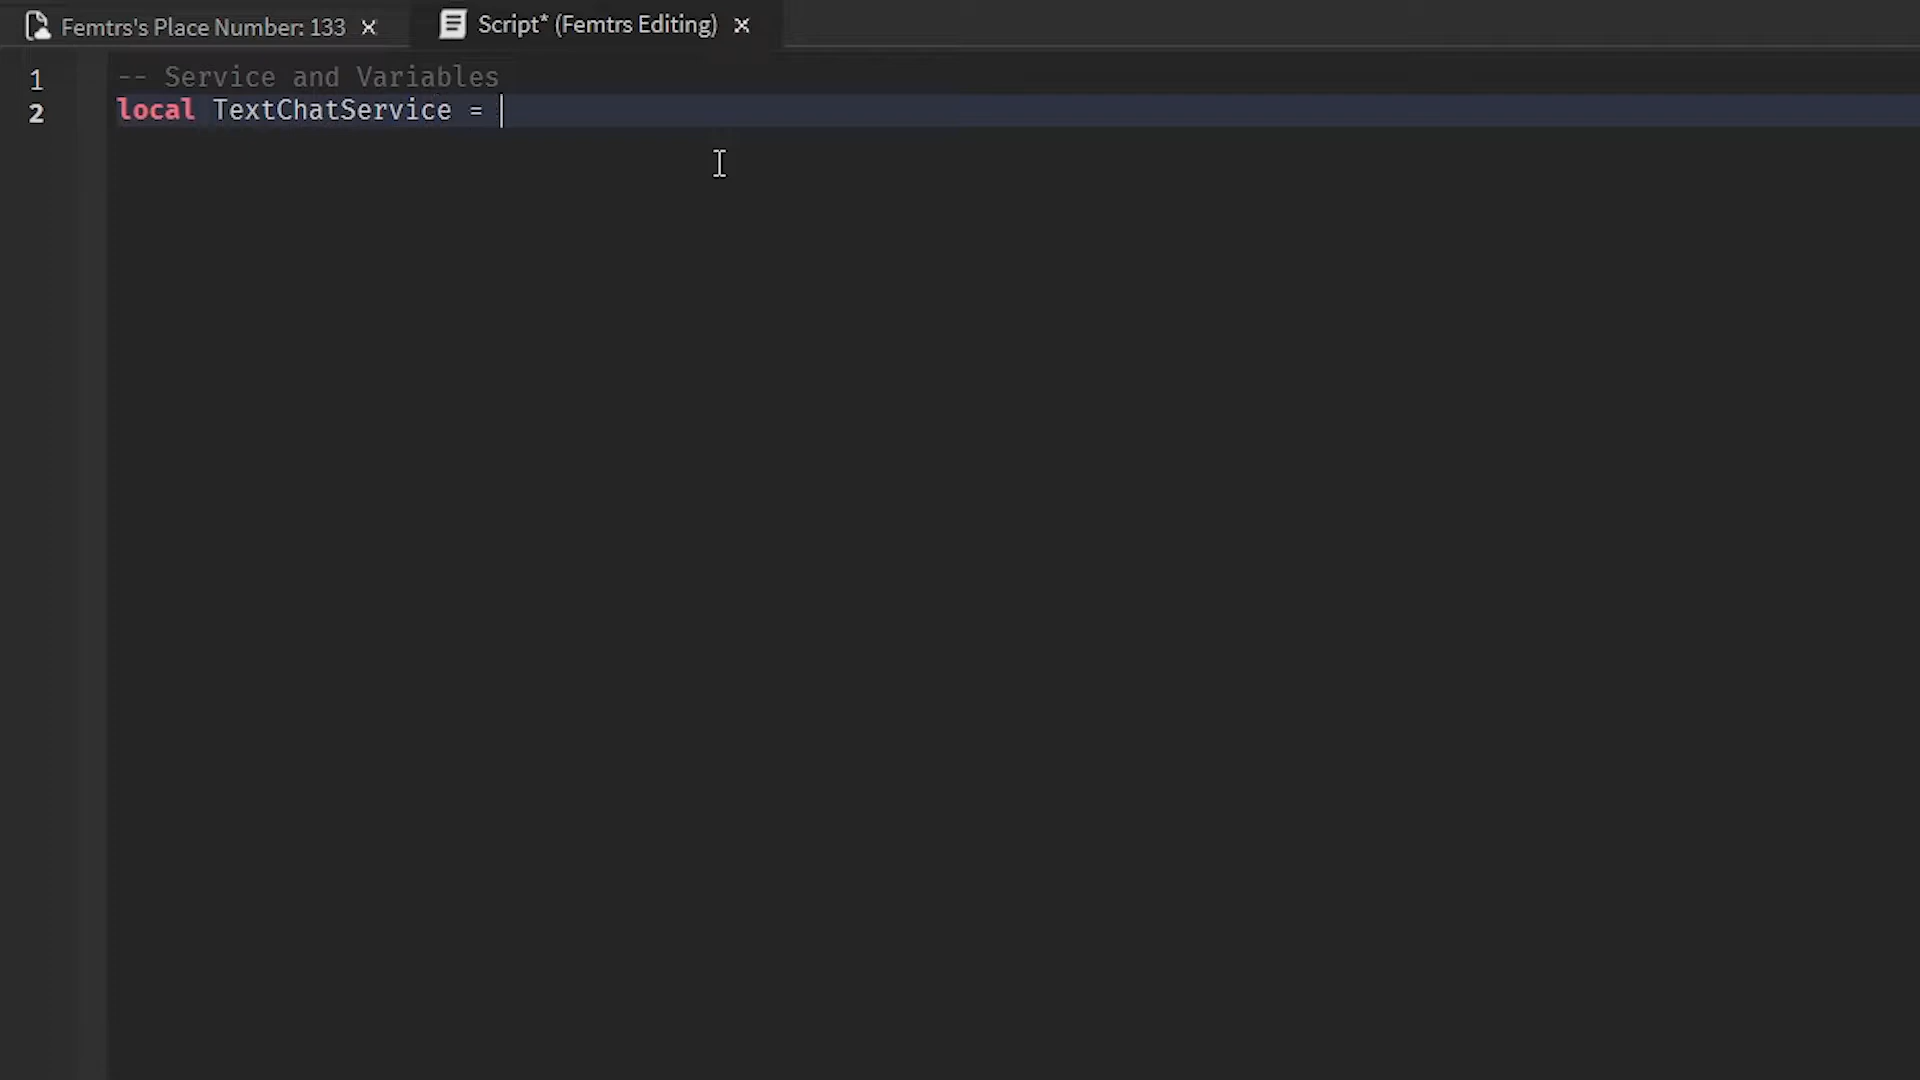 Femtrs's Place Number: 133 Script* (Femtrs Editing)
1 -- Service and Variables
2 local TextChatService =